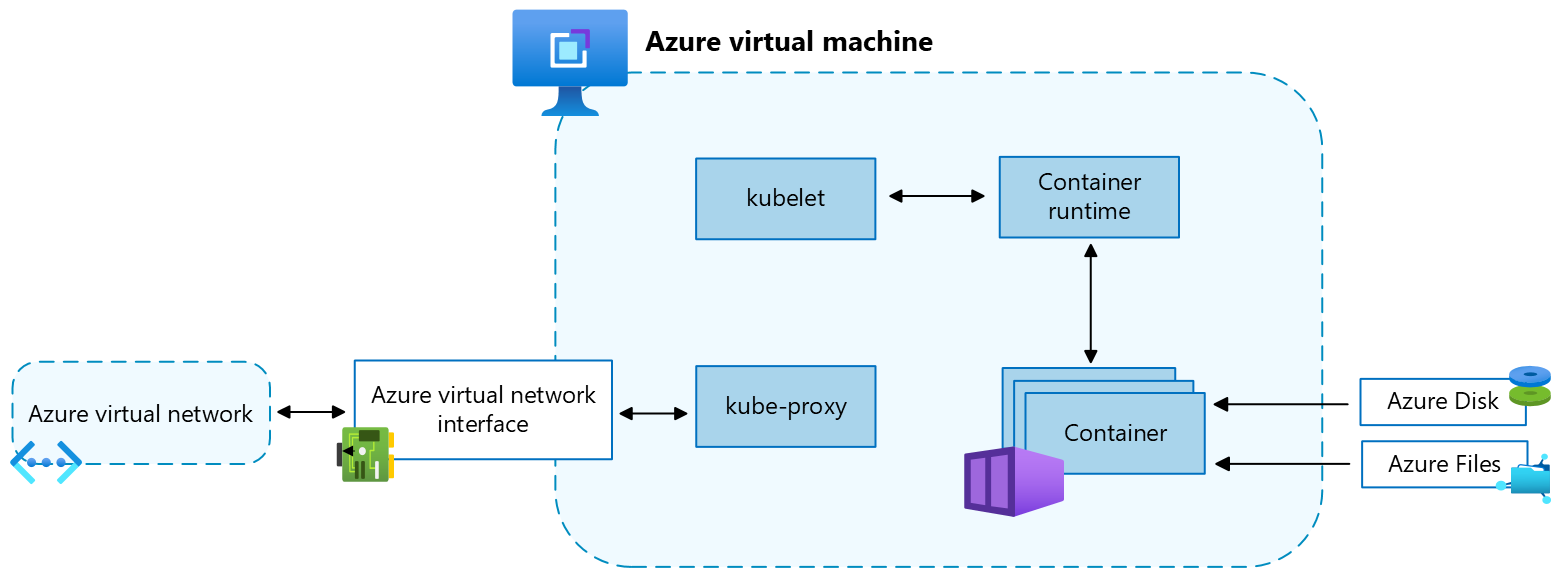 Azure virtual machine
kubelet
Container
runtime
Azure virtual network
Azure virtual network
interface
kube-proxy
Container
Azure Disk
Azure Files